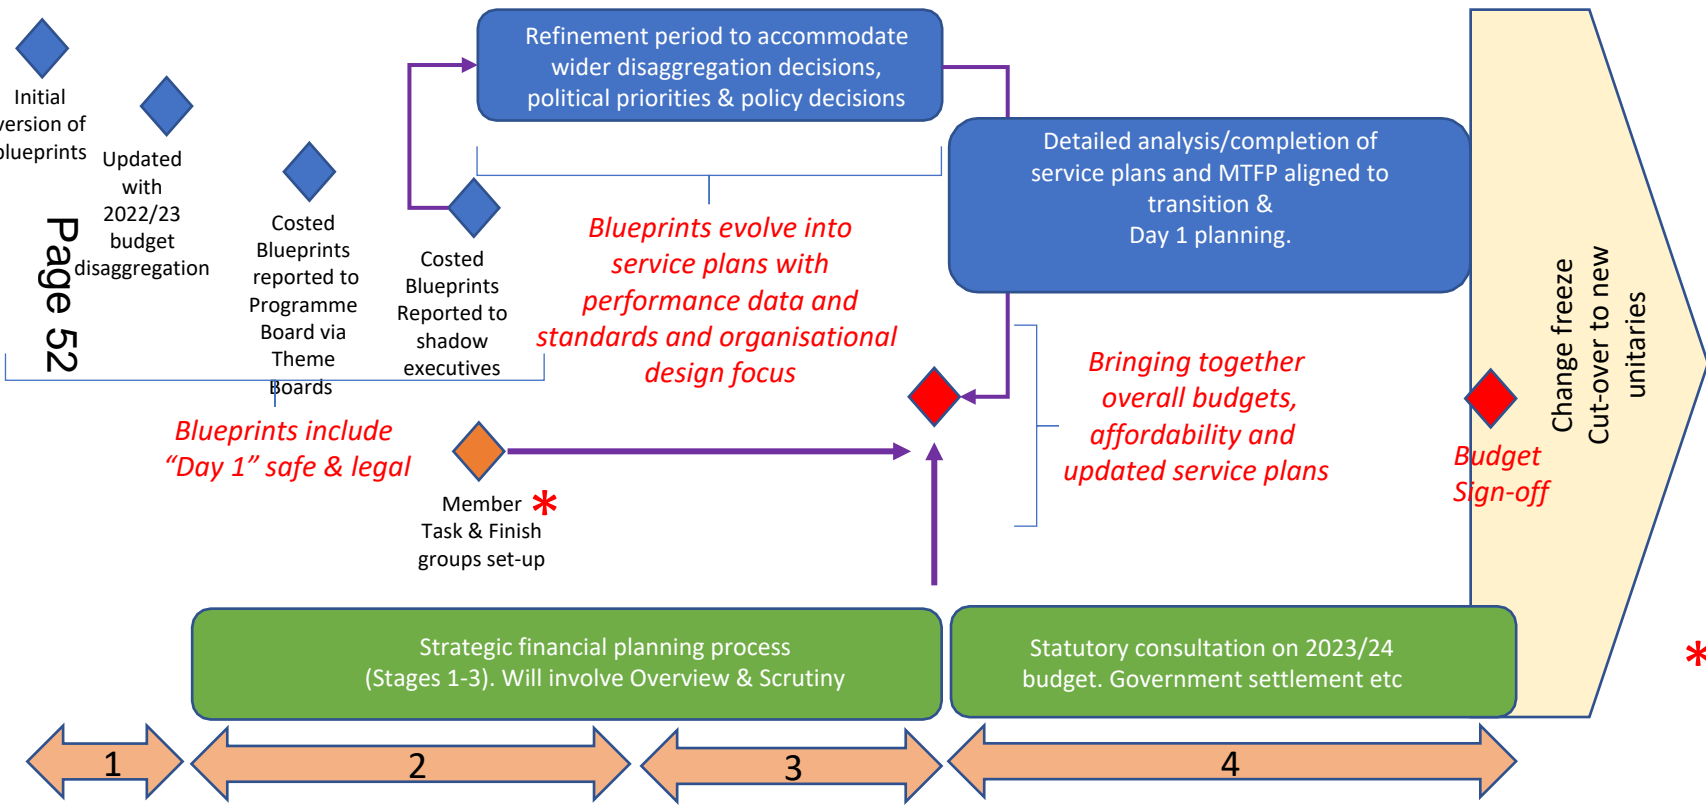 Initial
version of
blueprints
Updated
with
2022/23
budget
disaggregation
Page 52
Costed
Blueprints
reported to
Programme
Board via
Theme
Boards
Costed
Blueprints
Reported to
shadow
executives
Refinement period to accommodate
wider disaggregation decisions,
political priorities & policy decisions
Detailed analysis/completion of
service plans and MTFP aligned to
transition &
Day 1 planning.
Blueprints evolve into
service plans with
performance data and
standards and organisational
design focus
Blueprints include
“Day 1” safe & legal
Member *
Task & Finish
groups set-up
Bringing together
overall budgets,
affordability and
updated service plans
Budget
Sign-off
Change freeze
Cut-over to new
unitaries
Strategic financial planning process
(Stages 1-3). Will involve Overview & Scrutiny
Statutory consultation on 2023/24
budget. Government settlement etc
*
1
2
3
4